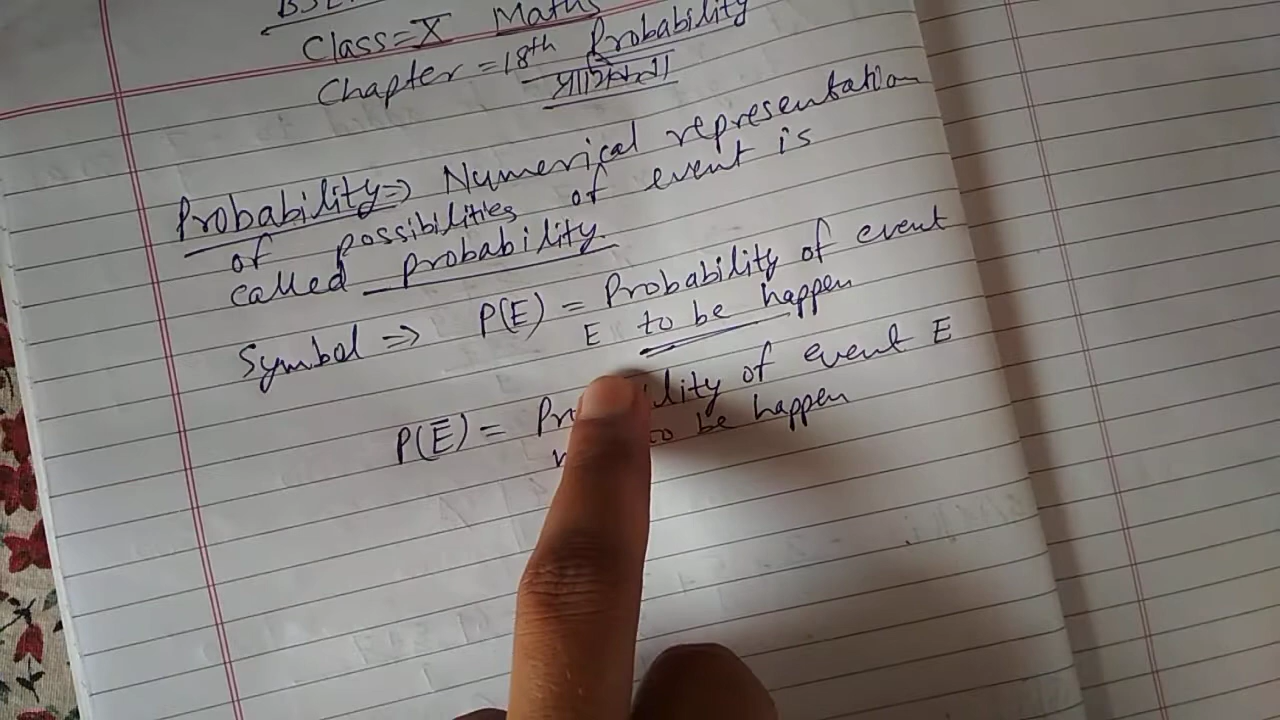 Class=X Maths
Chapter = 18th Probability
प्रायिकता
Probability=> Numerical representation
of possibilities of event is
called probability.
Symbol => P(E) = Probability of event
E to be happen
P(Ē) = of event E
to be happen